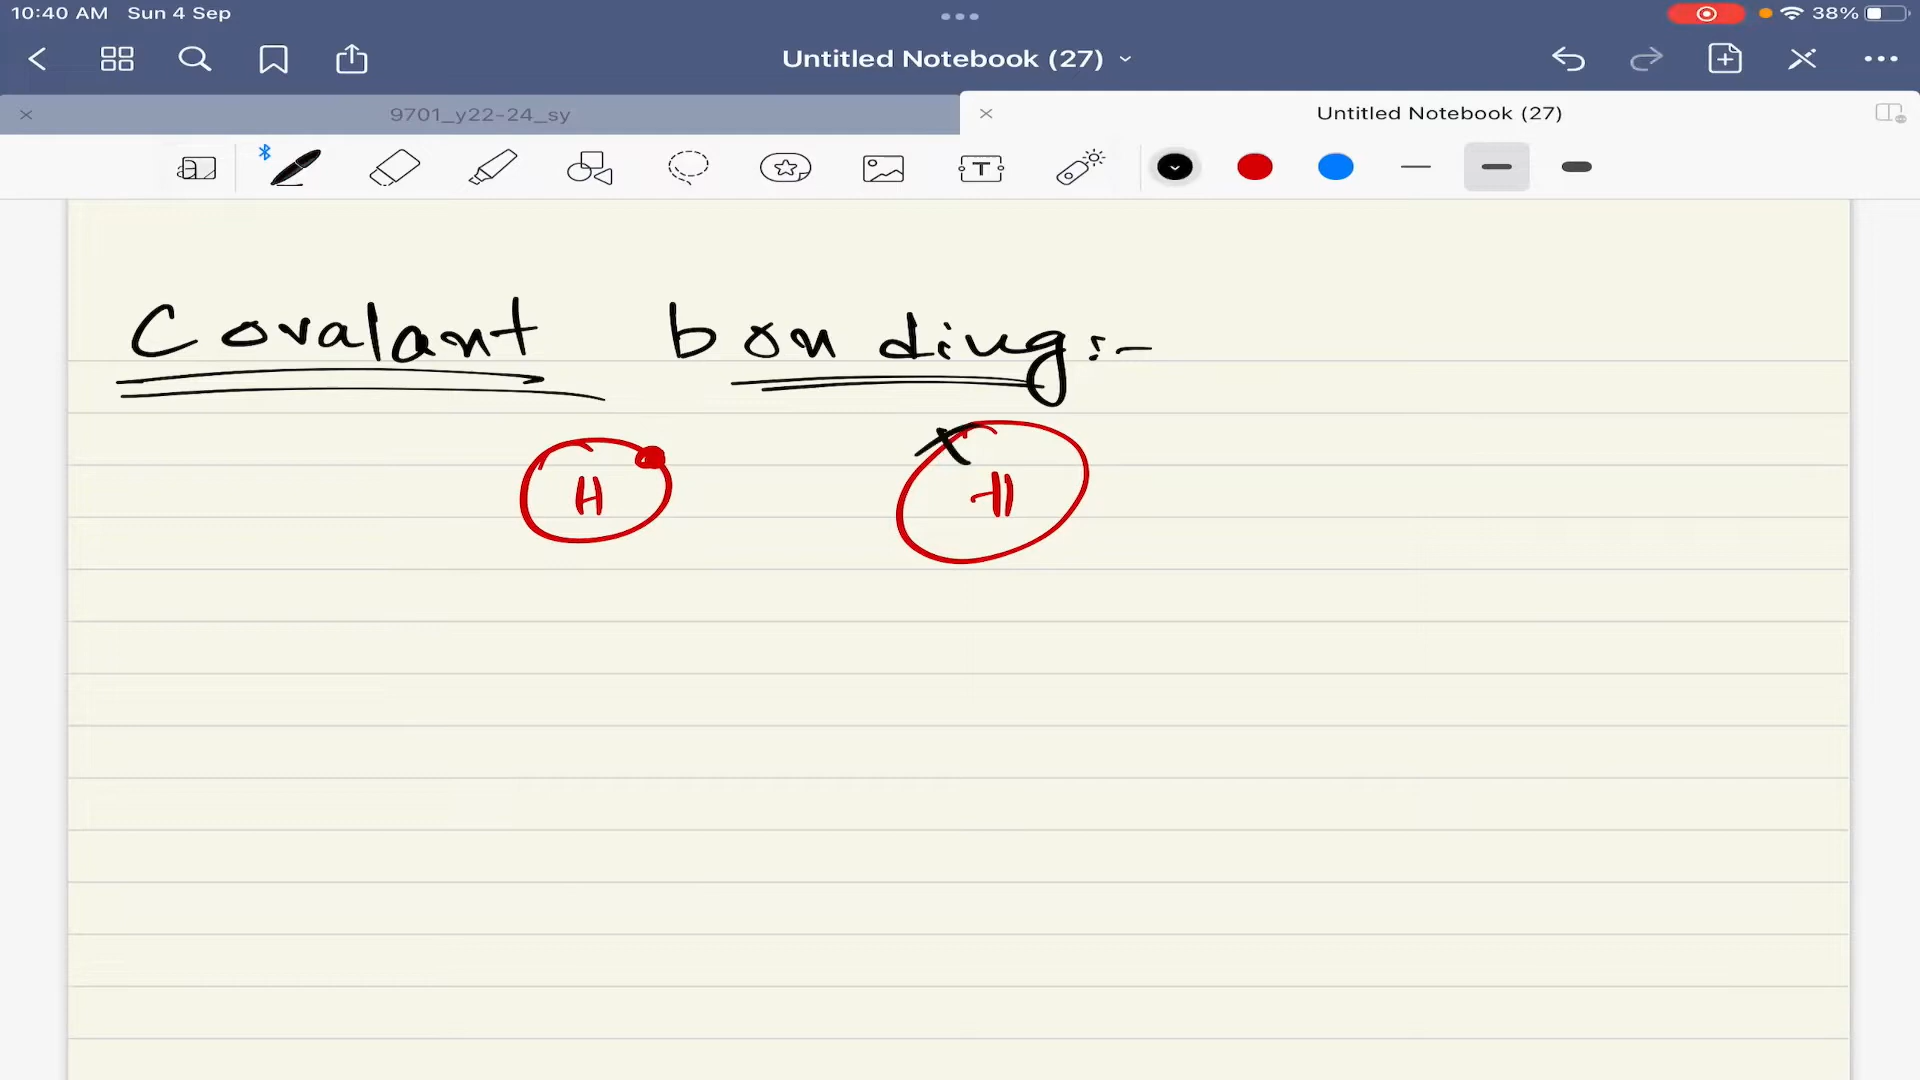 10:40 AM Sun 4 Sep
38%
Untitled Notebook (27)
9701_y22-24_sy
Untitled Notebook (27)
a
T
Covalant bonding:-
H
H